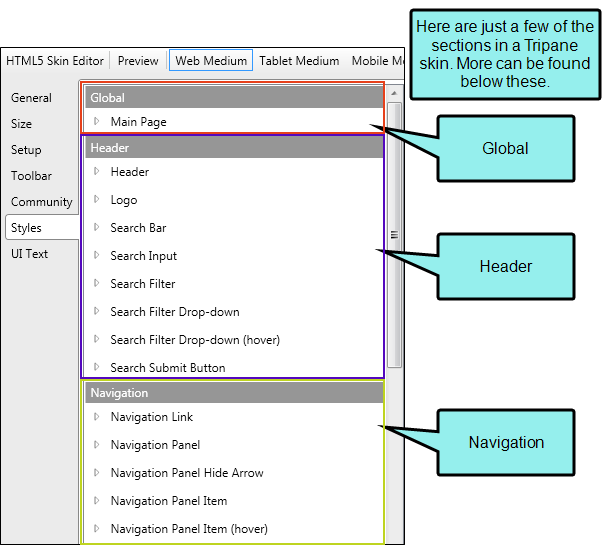 Here are just a few of the
sections in a Tripane
skin. More can be found
below these.
HTML5 Skin Editor Preview Web Medium Tablet Medium Mobile Me
General
Size
Setup
Toolbar
Community
Styles
UI Text
Global
Main Page
Header
Header
Logo
Search Bar
Search Input
Search Filter
Search Filter Drop-down
Search Filter Drop-down (hover)
Search Submit Button
Navigation
Navigation Link
Navigation Panel
Navigation Panel Hide Arrow
Navigation Panel Item
Navigation Panel Item (hover)
Global
Header
Navigation